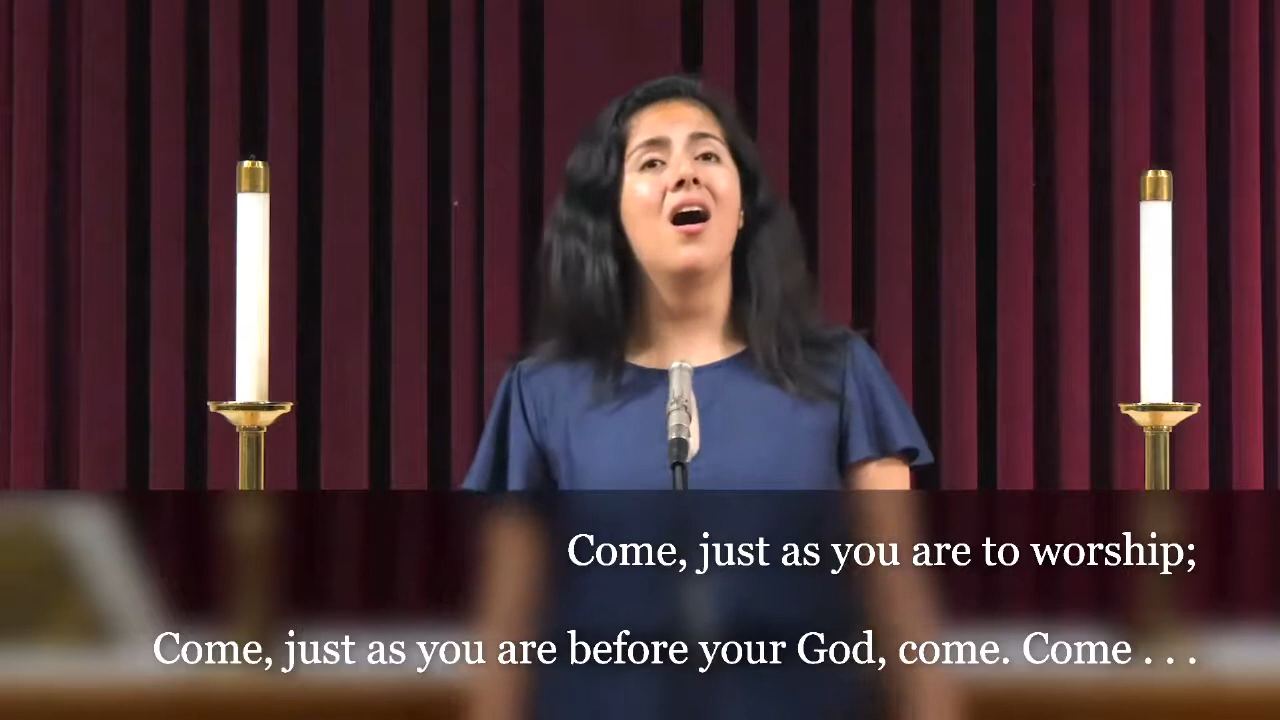 Come, just as you are to worship;
Come, just as you are before your God, come. Come . . .